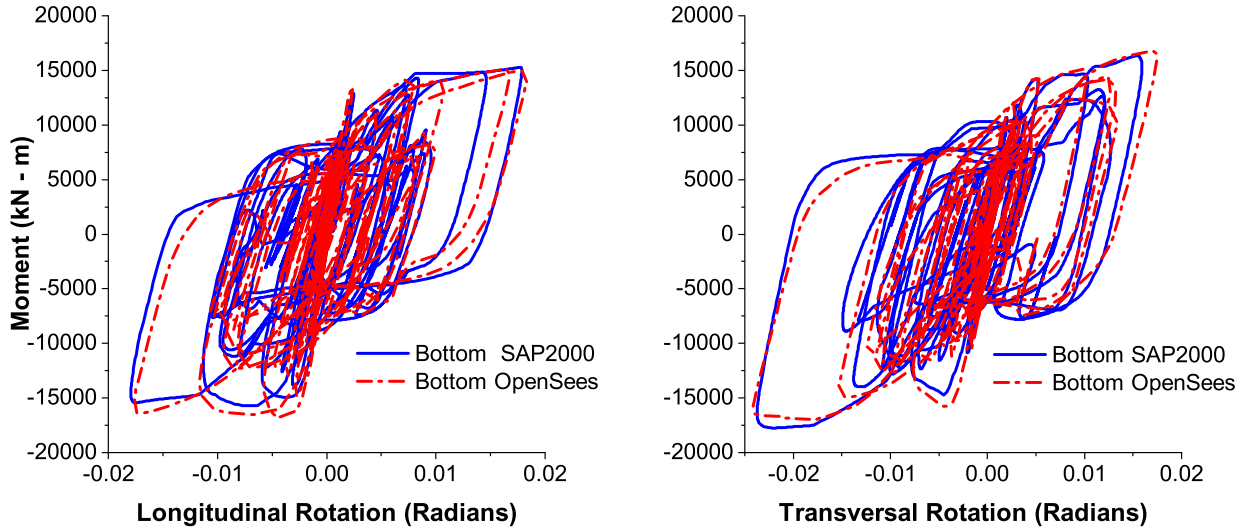 20000
15000
10000
5000
0
-5000
-10000
-15000
-20000
Moment (kN - m)
-0.02 -0.01 0.00 0.01 0.02
Longitudinal Rotation (Radians)
Bottom SAP2000
Bottom OpenSees
20000
15000
10000
5000
0
-5000
-10000
-15000
-20000
-0.02 -0.01 0.00 0.01 0.02
Transversal Rotation (Radians)
Bottom SAP2000
Bottom OpenSees